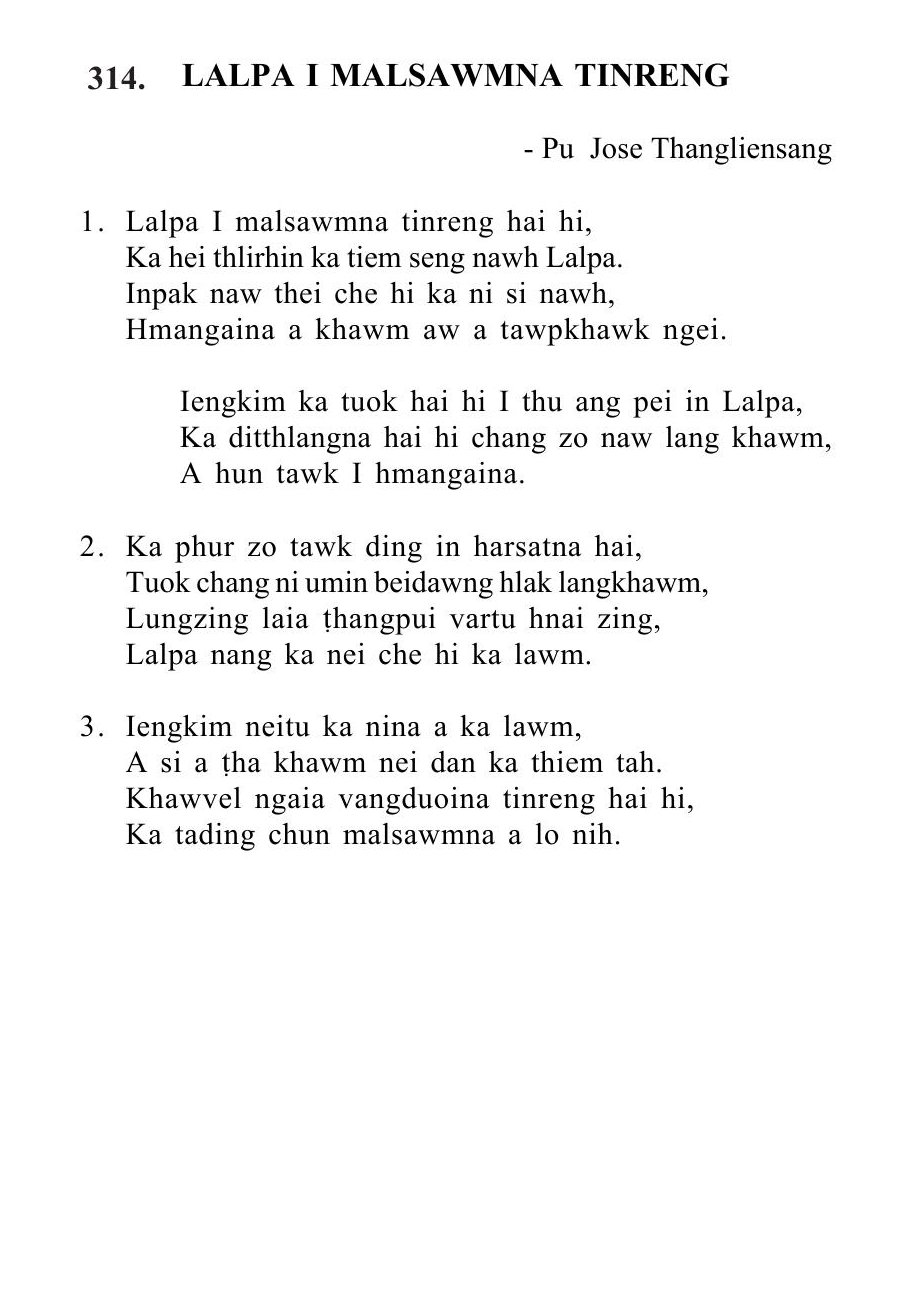 314. LALPA I MALSAWMNA TINRENG
- Pu Jose Thangliensang
1. Lalpa I malsawmna tinreng hai hi,
Ka hei thlirhin ka tiem seng nawh Lalpa.
Inpak naw thei che hi ka ni si nawh,
Hmangaina a khawm aw a tawpkhawk ngei.
Iengkim ka tuok hai hi I thu ang pei in Lalpa,
Ka ditthlangna hai hi chang zo naw lang khawm,
A hun tawk I hmangaina.
2. Ka phur zo tawk ding in harsatna hai,
Tuok chang ni umin beidawng hlak langkhawm,
Lungzing laia ṭhangpui vartu hnai zing,
Lalpa nang ka nei che hi ka lawm.
3. Iengkim neitu ka nina a ka lawm,
A si a ṭha khawm nei dan ka thiem tah.
Khawvel ngaia vangduoina tinreng hai hi,
Ka tading chun malsawmna a lo nih.